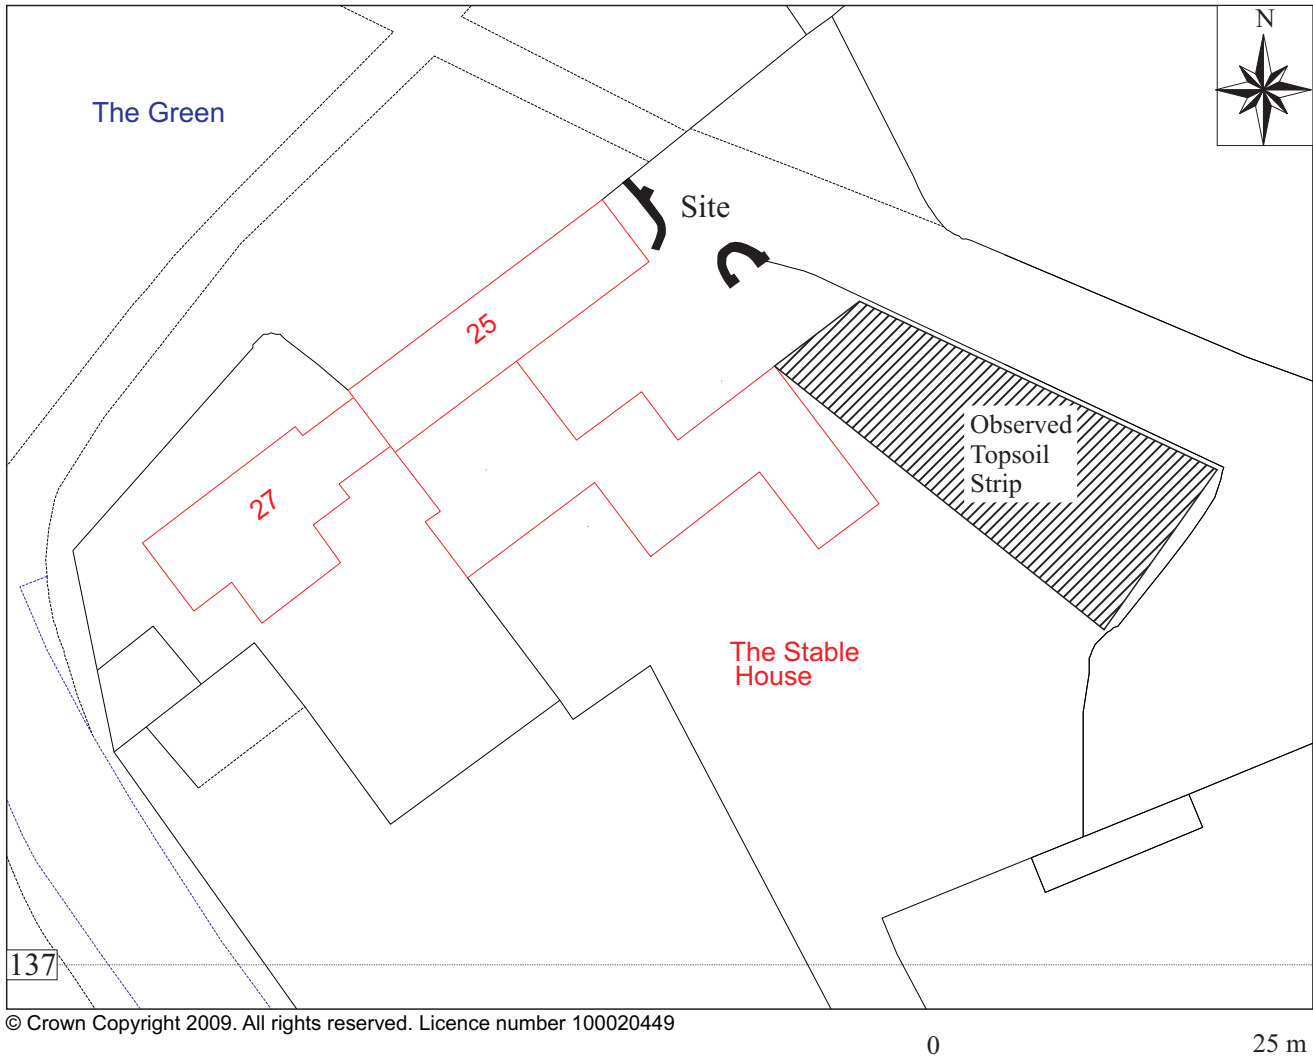 N
The Green
Site
25
Observed
Topsoil
Strip
27
The Stable
House
137
© Crown Copyright 2009. All rights reserved. Licence number 100020449
0
25 m